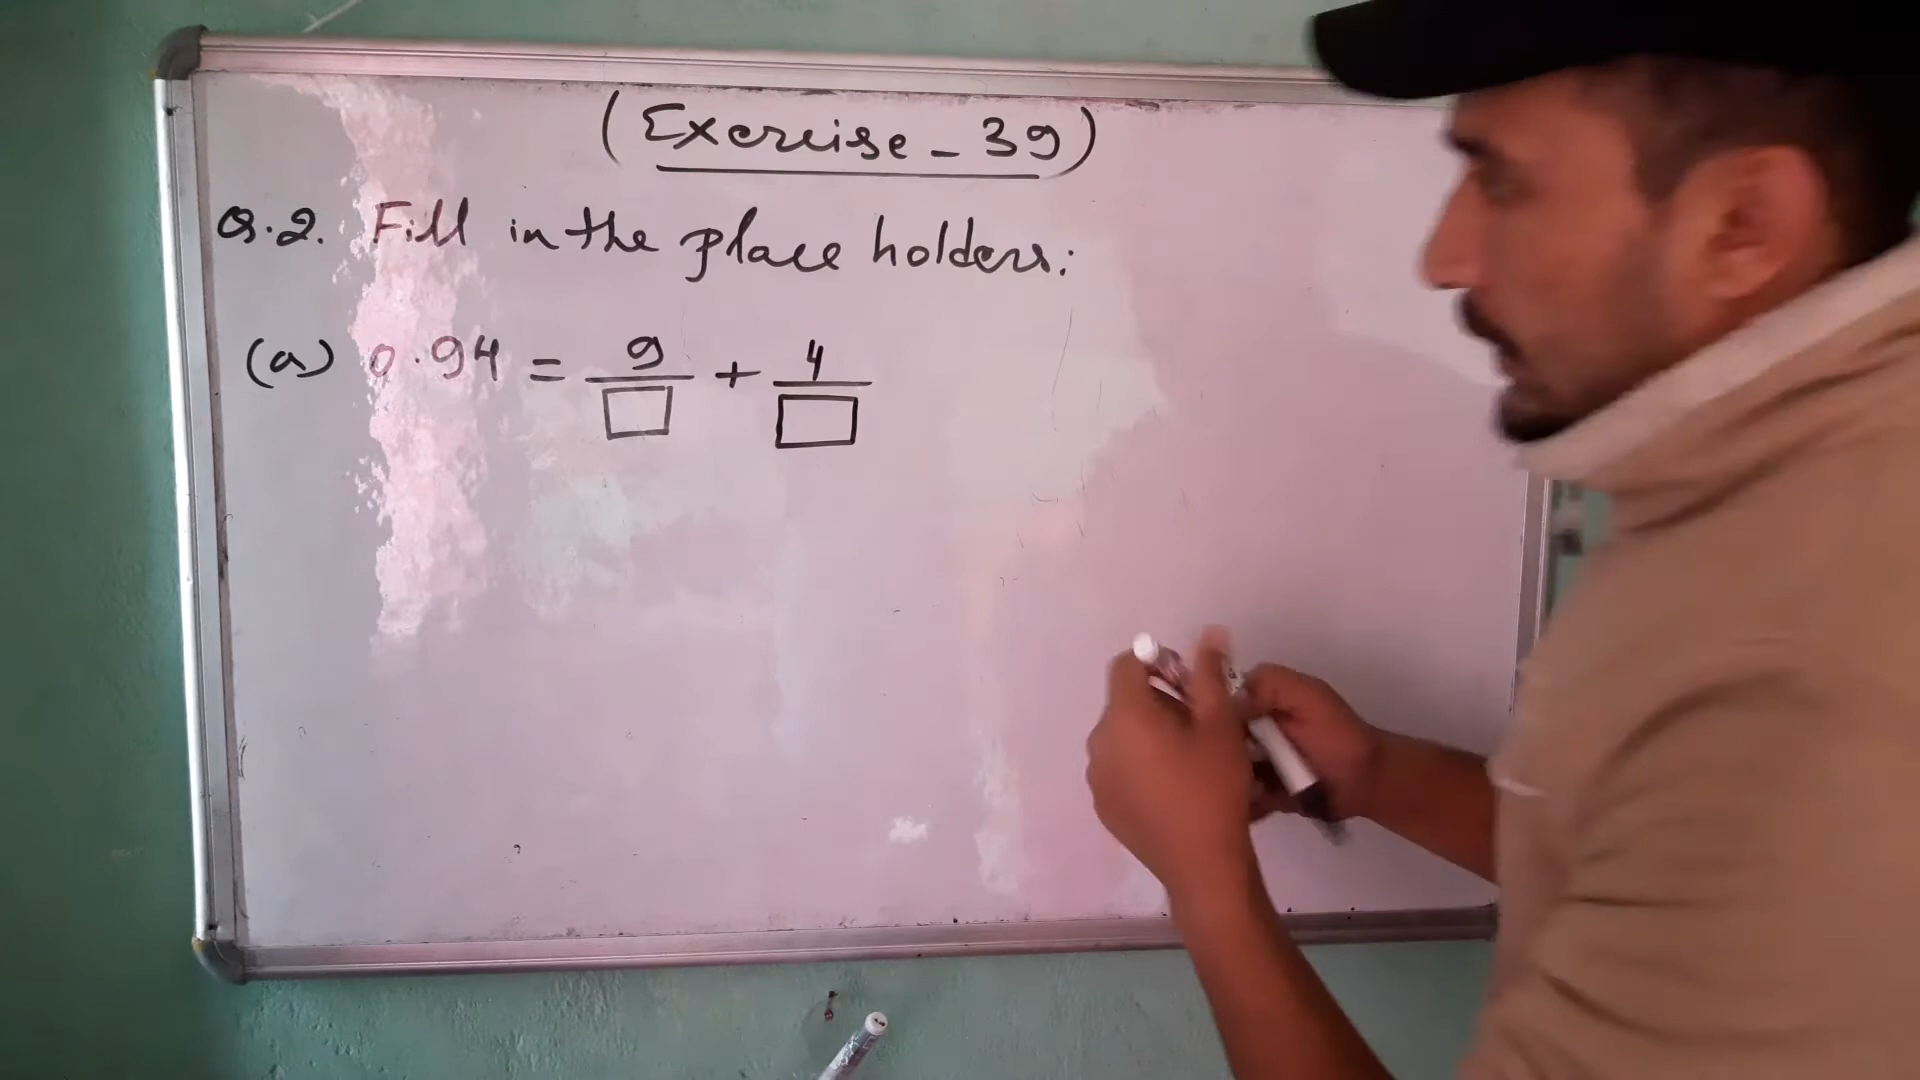 (Exercise - 39)
Q.2. Fill in the place holders:
(a) 0.94 = 9/□ + 4/□